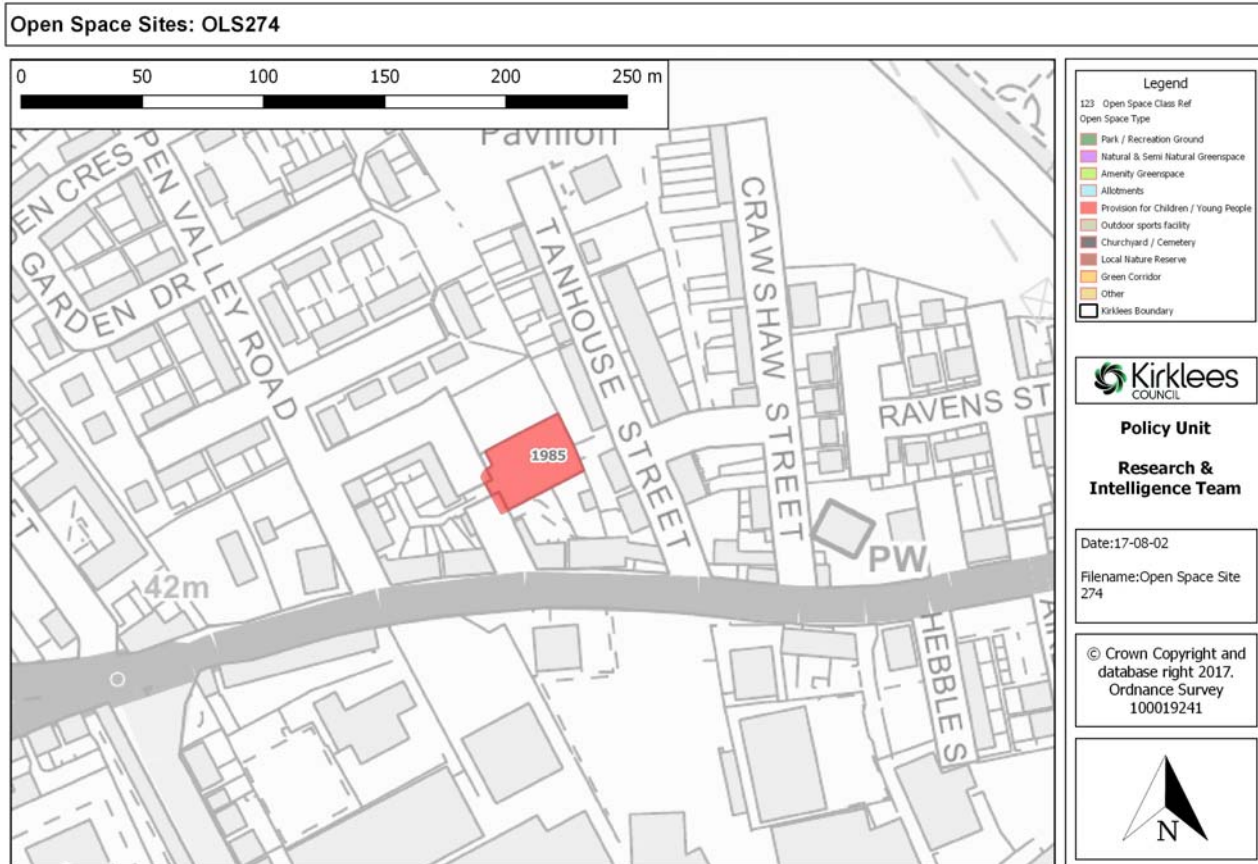 Open Space Sites: OLS274
0 50 100 150 200 250 m
Pavilion
GARDEN DR
VALLEY ROAD
TANHOUSE STREET
CRAWSHAW STREET
RAVENS ST
1985
42m
PW
HEBBLE S
Legend
123 Open Space Class Ref
Open Space Type
Park / Recreation Ground
Natural & Semi Natural Greenspace
Amenity Greenspace
Allotments
Provision for Children / Young People
Outdoor sports facility
Churchyard / Cemetery
Local Nature Reserve
Green Corridor
Other
Kirklees Boundary
Kirklees
COUNCIL
Policy Unit
Research &
Intelligence Team
Date:17-08-02
Filename:Open Space Site
274
© Crown Copyright and
database right 2017.
Ordnance Survey
100019241
N